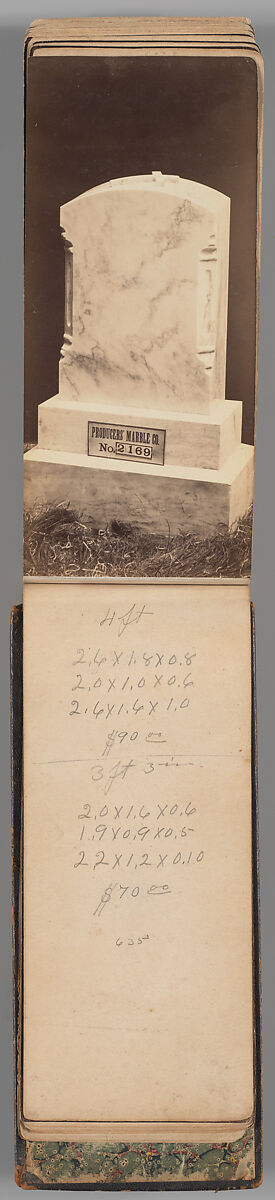 PRODUCERS' MARBLE CO.
No. 2169
4 ft
2.6 X 1.8 X 0.8
2.0 X 1.0 X 0.6
2.6 X 1.6 X 1.0
$90 00
3 ft 3 in.
2.0 X 1.6 X 0.6
1.9 X 0.9 X 0.5
2 2 X 1.2 X 0.10
$70 00
635